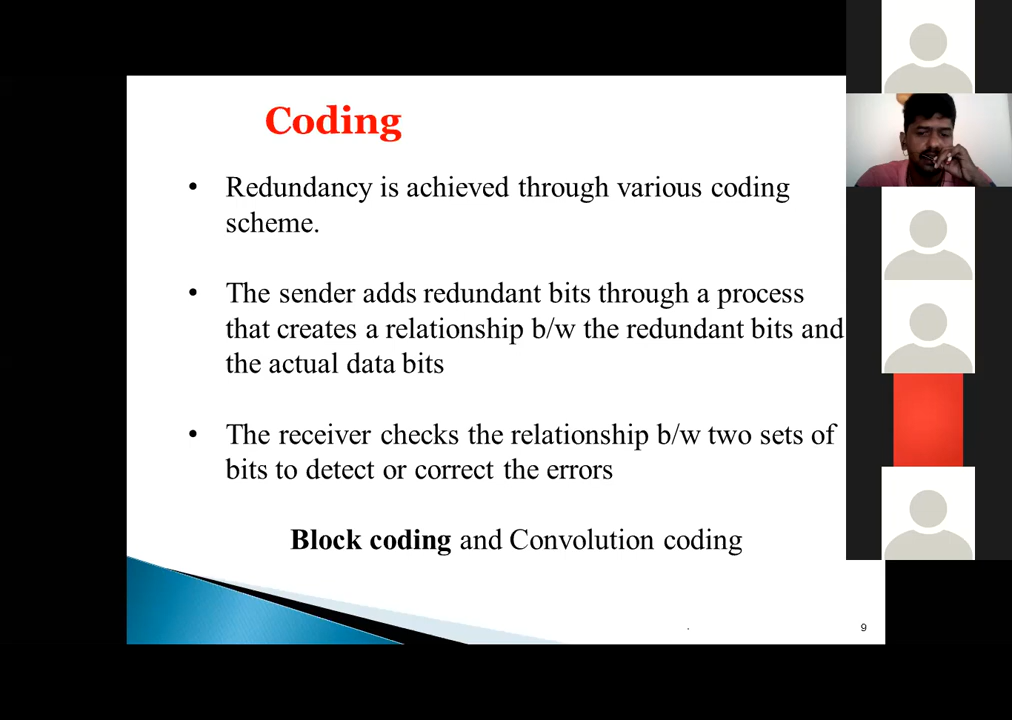 Coding
• Redundancy is achieved through various coding
scheme.
• The sender adds redundant bits through a process
that creates a relationship b/w the redundant bits and
the actual data bits
• The receiver checks the relationship b/w two sets of
bits to detect or correct the errors
Block coding and Convolution coding
9